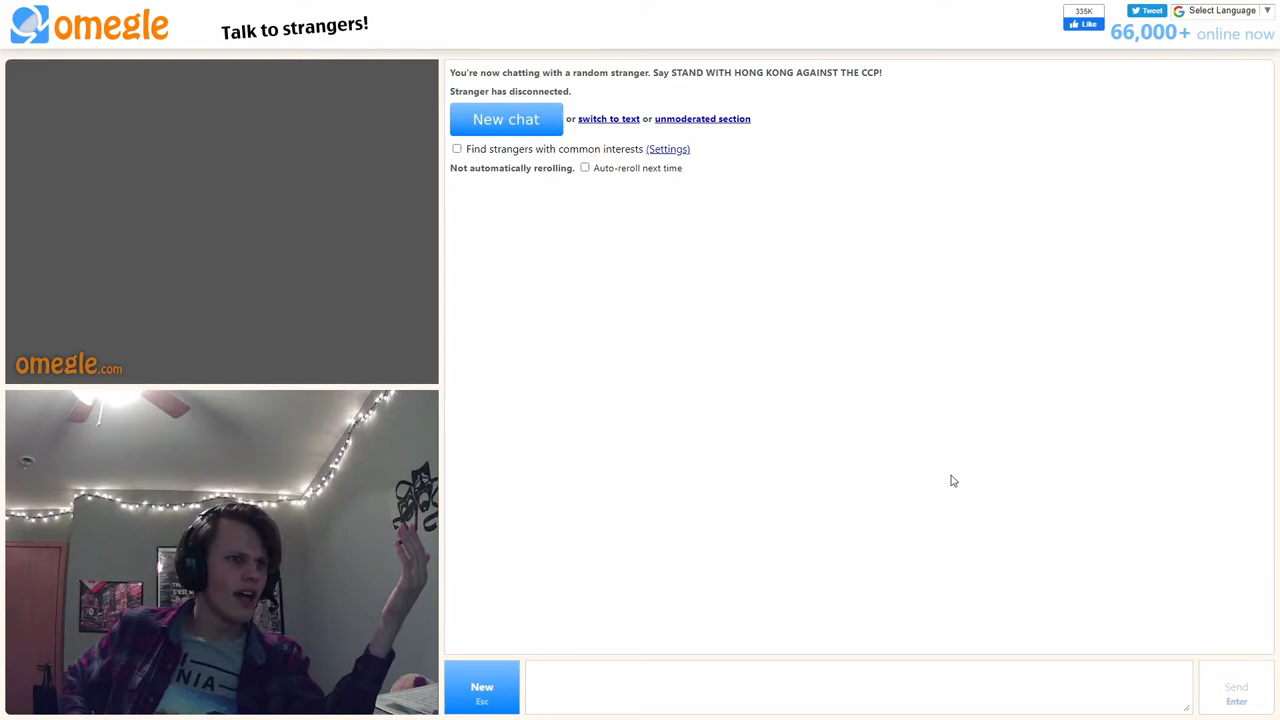 omegle
Talk to strangers!
335K
Like
Tweet
Select Language ▼
66,000+ online now
You're now chatting with a random stranger. Say STAND WITH HONG KONG AGAINST THE CCP!
Stranger has disconnected.
New chat or switch to text or unmoderated section
Find strangers with common interests (Settings)
Not automatically rerolling. Auto-reroll next time
omegle.com
NIA
New
Esc
Send
Enter